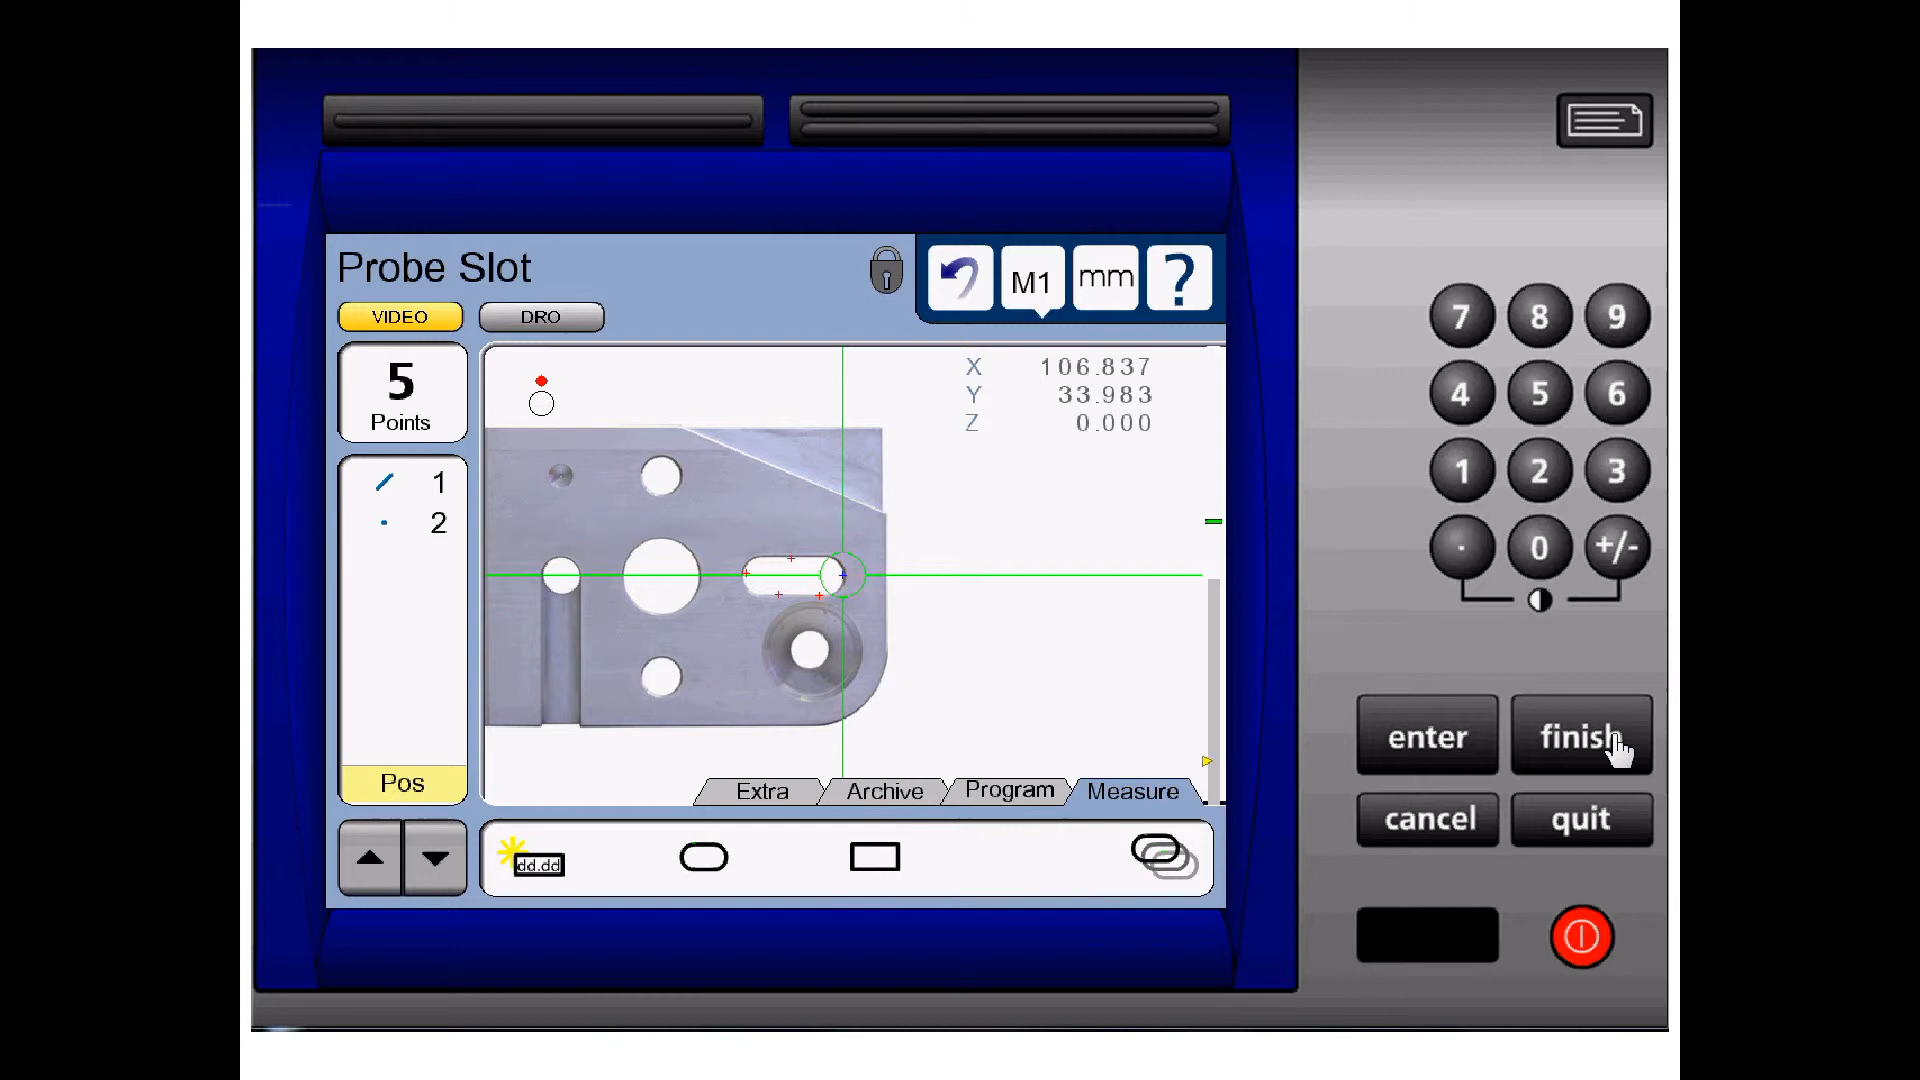 Probe Slot
M1
mm
?
VIDEO
DRO
5
Points
1
2
Pos
X 106.837
Y 33.983
Z 0.000
Extra
Archive
Program
Measure
dd.dd
7 8 9
4 5 6
1 2 3
. 0 +/-
enter
finish
cancel
quit